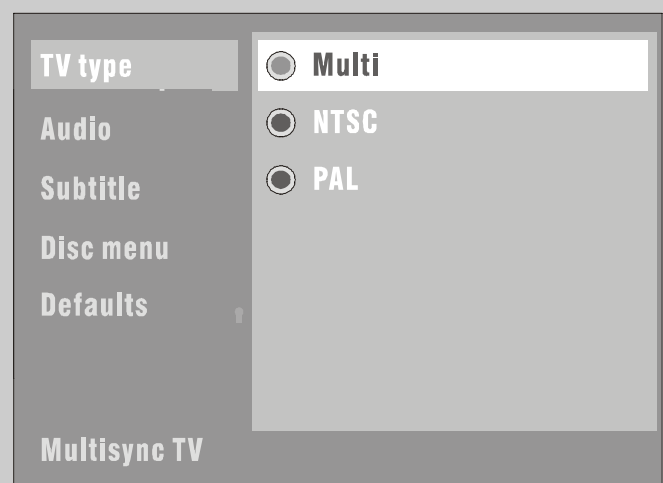 TV type
Audio
Subtitle
Disc menu
Defaults
Multi
NTSC
PAL
Multisync TV